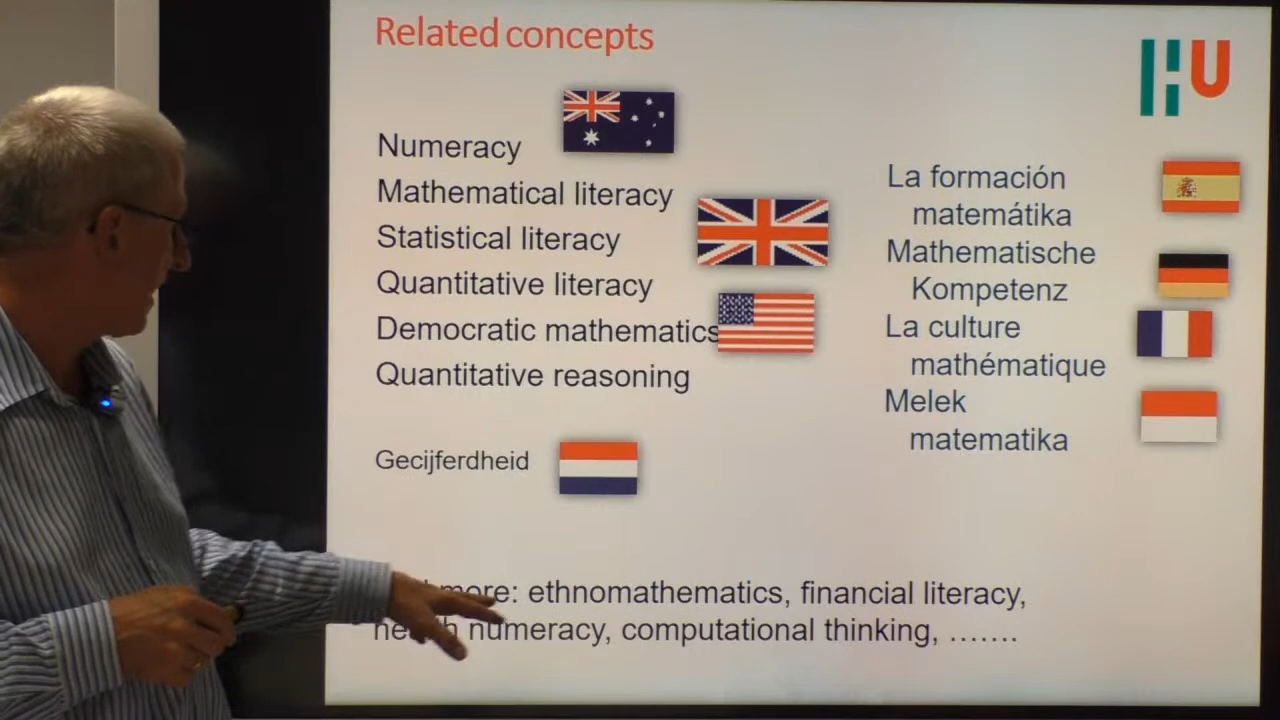 Related concepts
HU
Numeracy
Mathematical literacy
Statistical literacy
Quantitative literacy
Democratic mathematics
Quantitative reasoning
Gecijferdheid
La formación
matemátika
Mathematische
Kompetenz
La culture
mathématique
Melek
matematika
more: ethnomathematics, financial literacy,
numeracy, computational thinking, …….